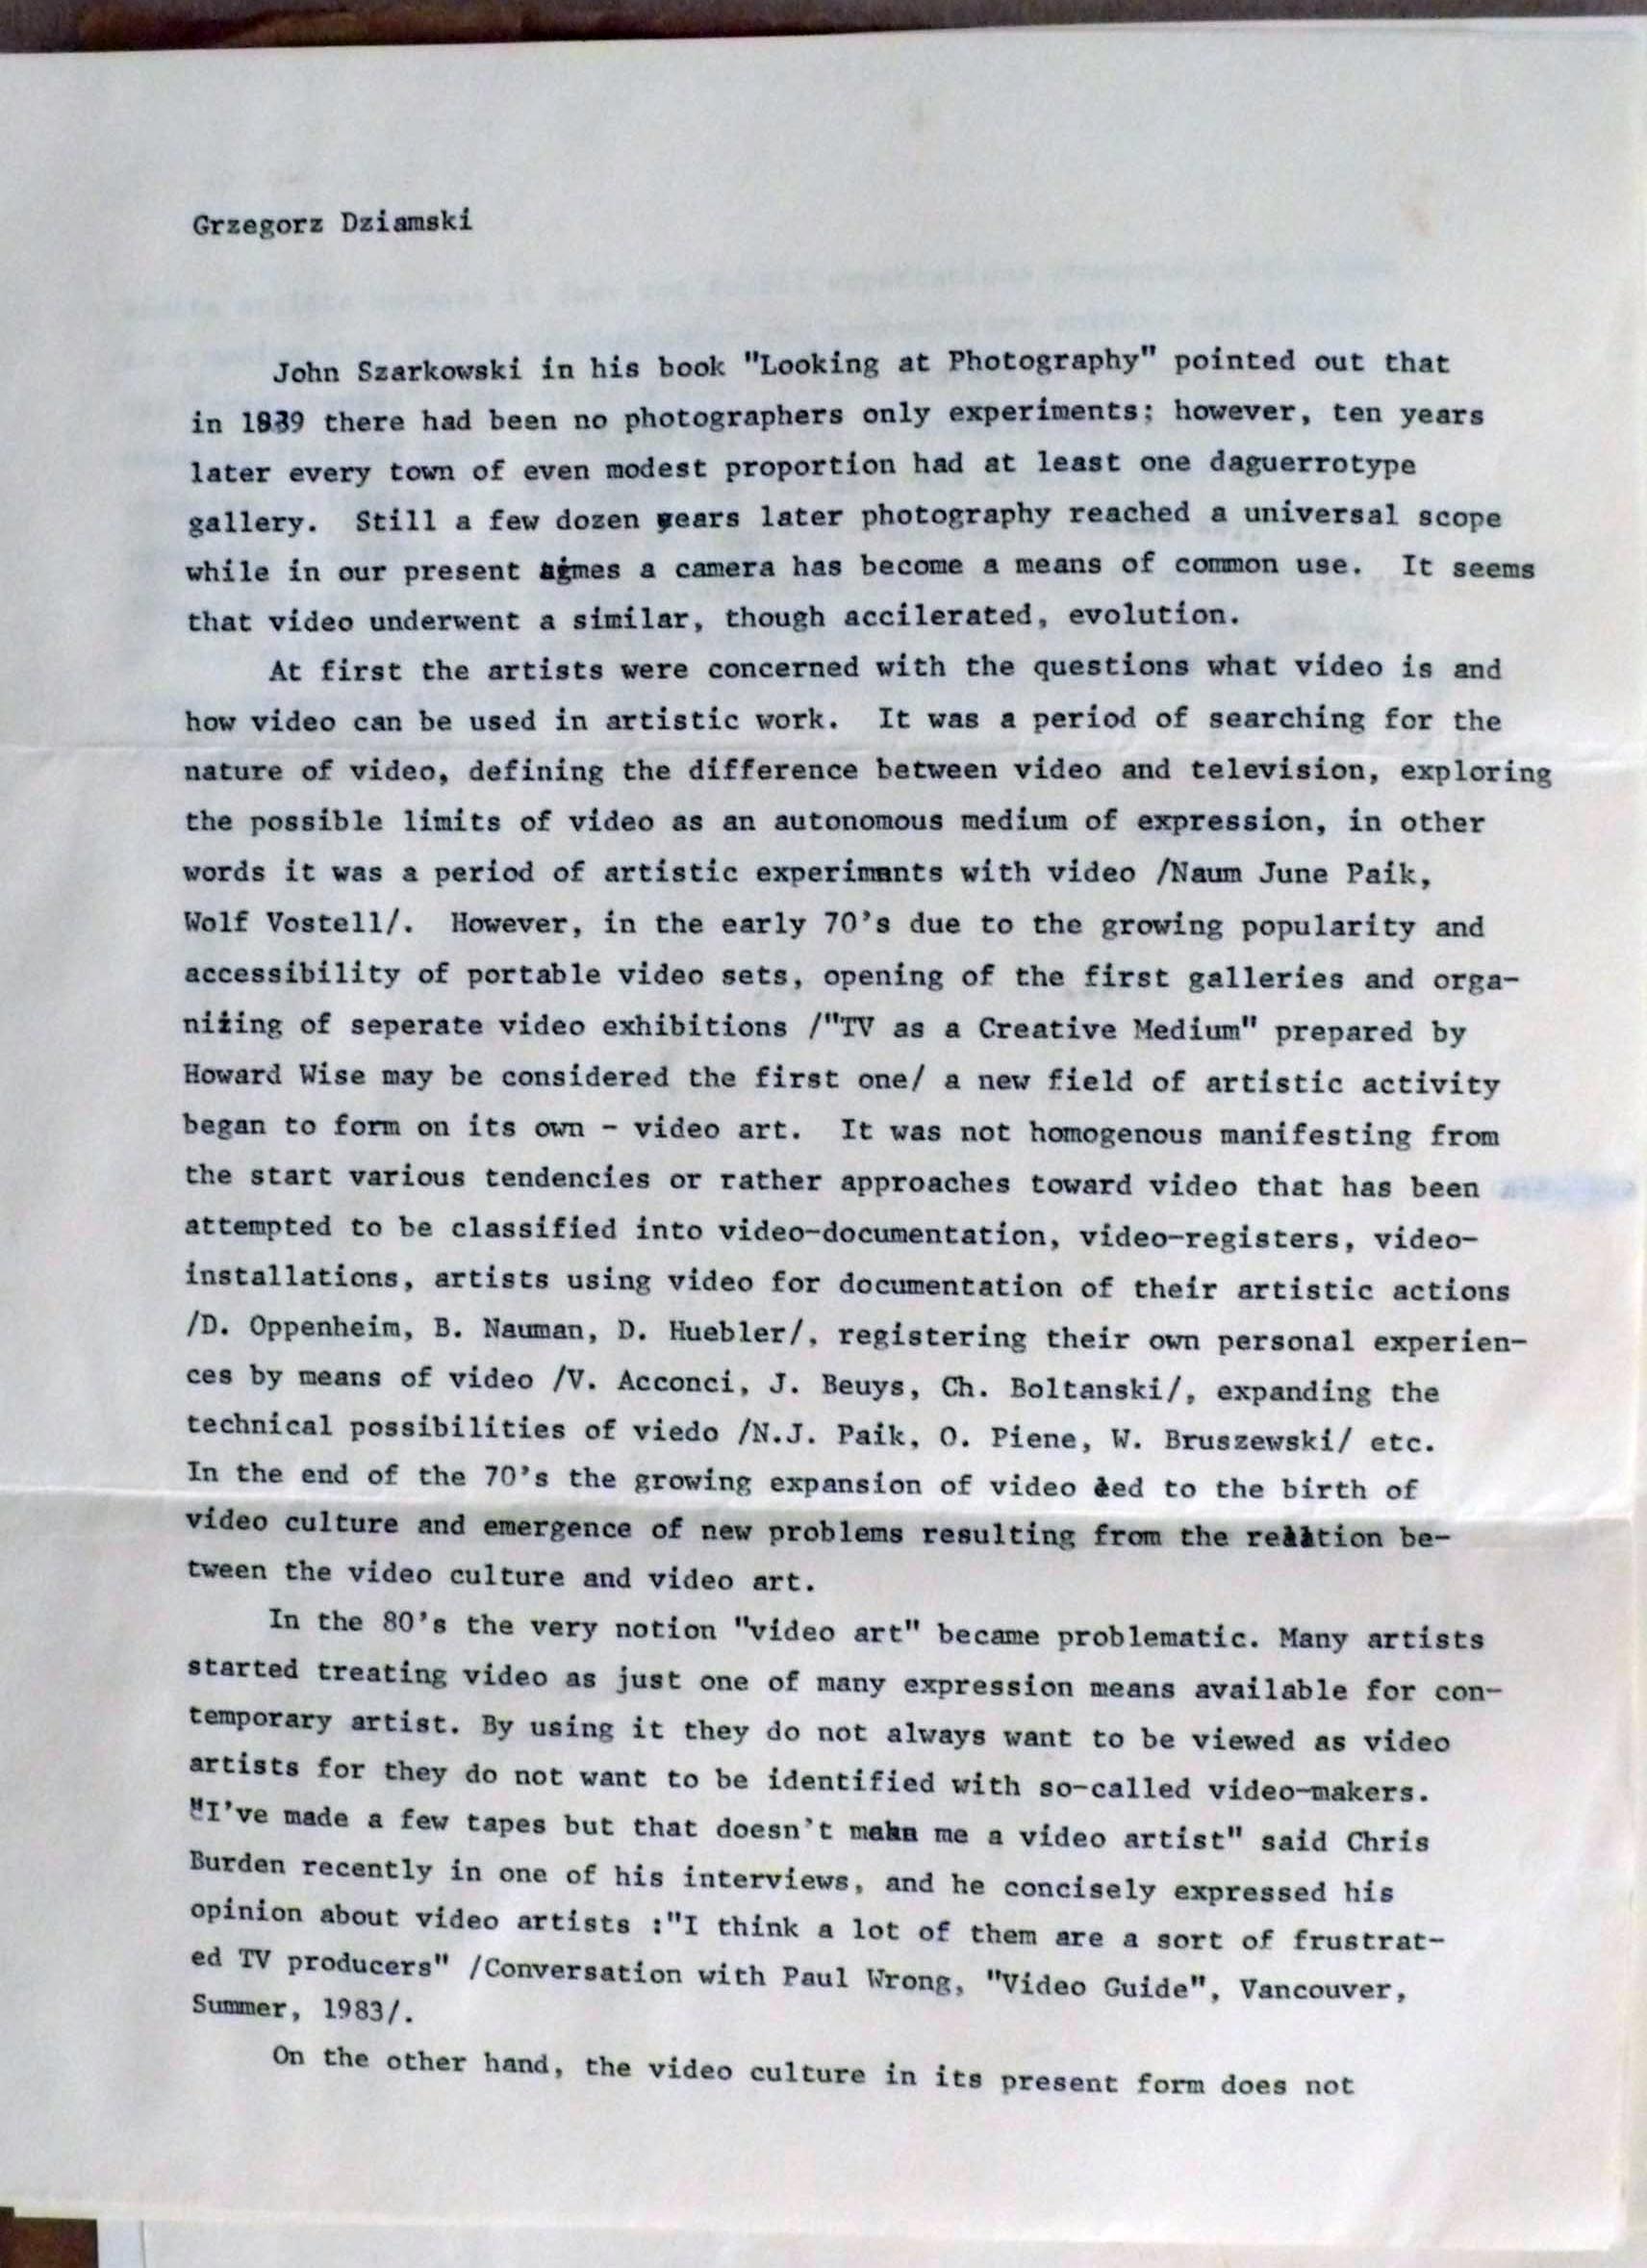 Grzegorz Dziamski
John Szarkowski in his book "Looking at Photography" pointed out that
in 1839 there had been no photographers only experiments; however, ten years
later every town of even modest proportion had at least one daguerrotype
gallery. Still a few dozen years later photography reached a universal scope
while in our present a camera has become a means of common use. It seems
that video underwent a similar, though accilerated, evolution.
At first the artists were concerned with the questions what video is and
how video can be used in artistic work. It was a period of searching for the
nature of video, defining the difference between video and television, exploring
the possible limits of video as an autonomous medium of expression, in other
words it was a period of artistic experiments with video /Naum June Paik,
Wolf Vostell/. However, in the early 70's due to the growing popularity and
accessibility of portable video sets, opening of the first galleries and orga-
nizing of seperate video exhibitions /"TV as a Creative Medium" prepared by
Howard Wise may be considered the first one/ a new field of artistic activity
began to form on its own - video art. It was not homogenous manifesting from
the start various tendencies or rather approaches toward video that has been
attempted to be classified into video-documentation, video-registers, video-
installations, artists using video for documentation of their artistic actions
/D. Oppenheim, B. Nauman, D. Huebler/, registering their own personal experien-
ces by means of video /V. Acconci, J. Beuys, Ch. Boltanski/, expanding the
technical possibilities of viedo /N.J. Paik, O. Piene, W. Bruszewski/ etc.
In the end of the 70's the growing expansion of video led to the birth of
video culture and emergence of new problems resulting from the relation be-
tween the video culture and video art.
In the 80's the very notion "video art" became problematic. Many artists
started treating video as just one of many expression means available for con-
temporary artist. By using it they do not always want to be viewed as video
artists for they do not want to be identified with so-called video-makers.
"I've made a few tapes but that doesn't make me a video artist" said Chris
Burden recently in one of his interviews, and he concisely expressed his
opinion about video artists :"I think a lot of them are a sort of frustrat-
ed TV producers" /Conversation with Paul Wrong, "Video Guide", Vancouver,
Summer, 1983/.
On the other hand, the video culture in its present form does not